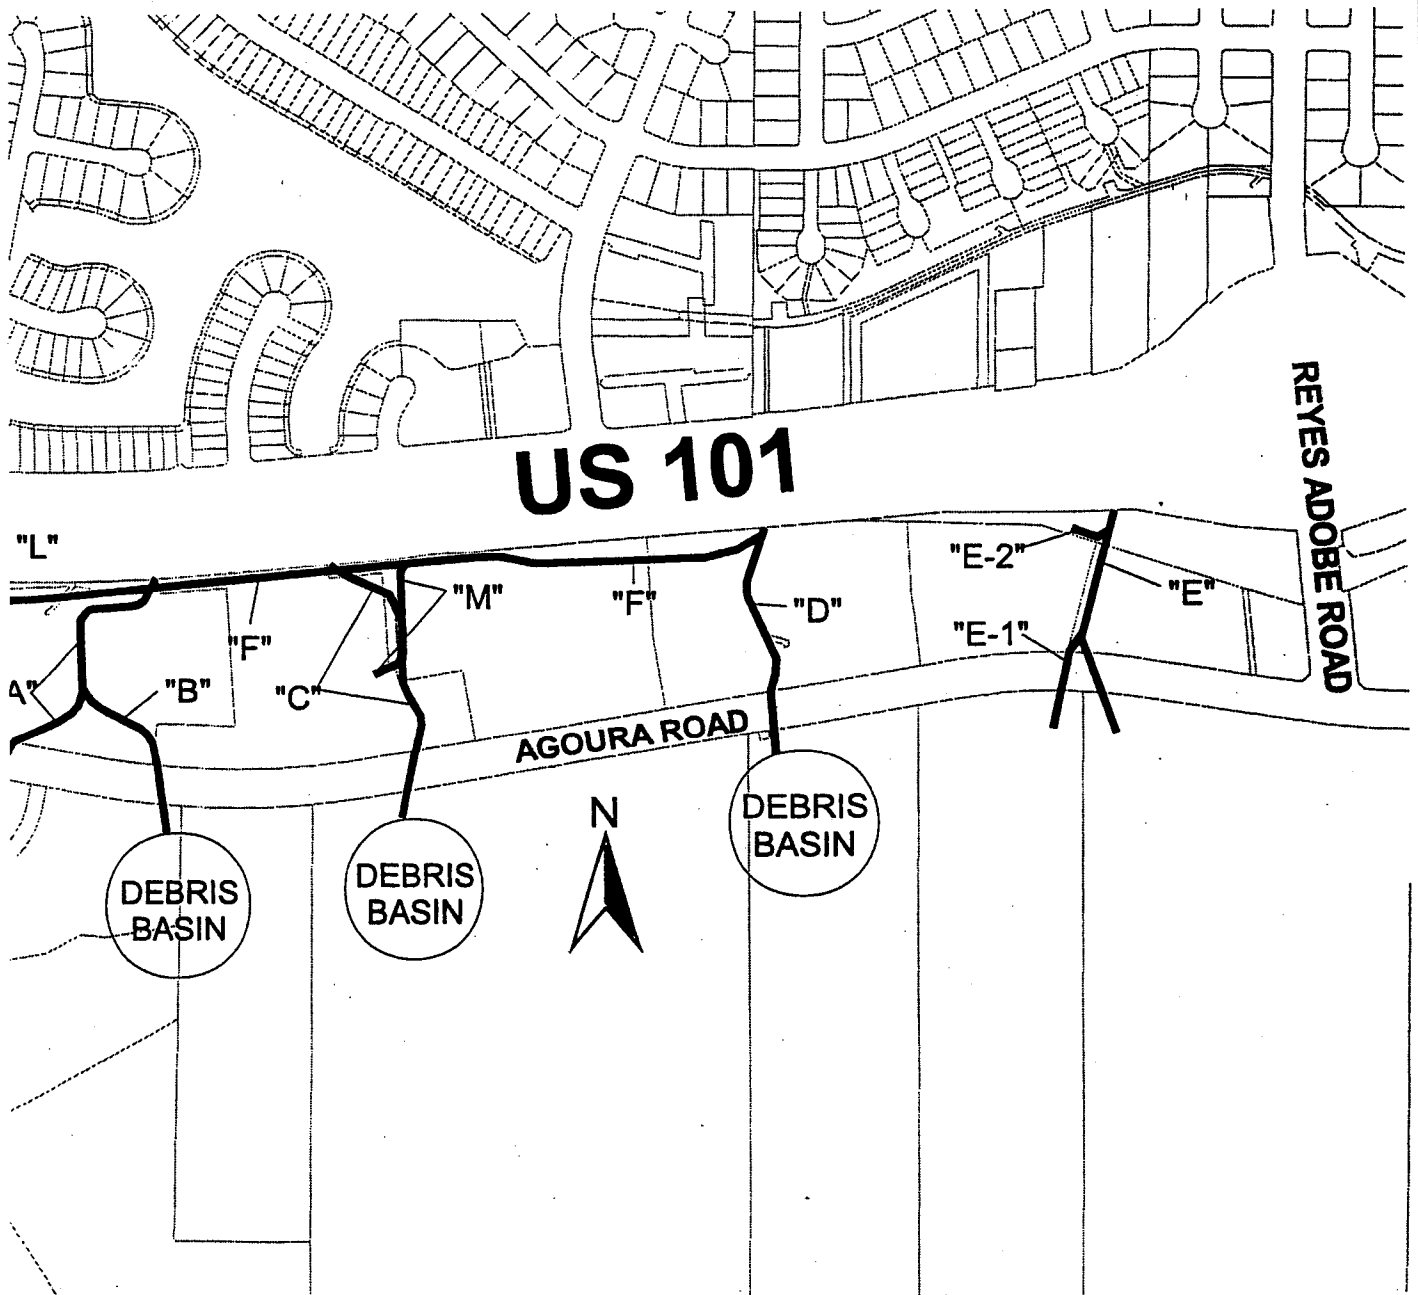 US 101
REYES ADOBE ROAD
"L"
"E-2"
"E"
"M"
"F"
"D"
"F"
"E-1"
A"
"B"
"C"
AGOURA ROAD
DEBRIS
BASIN
N
DEBRIS
BASIN
DEBRIS
BASIN